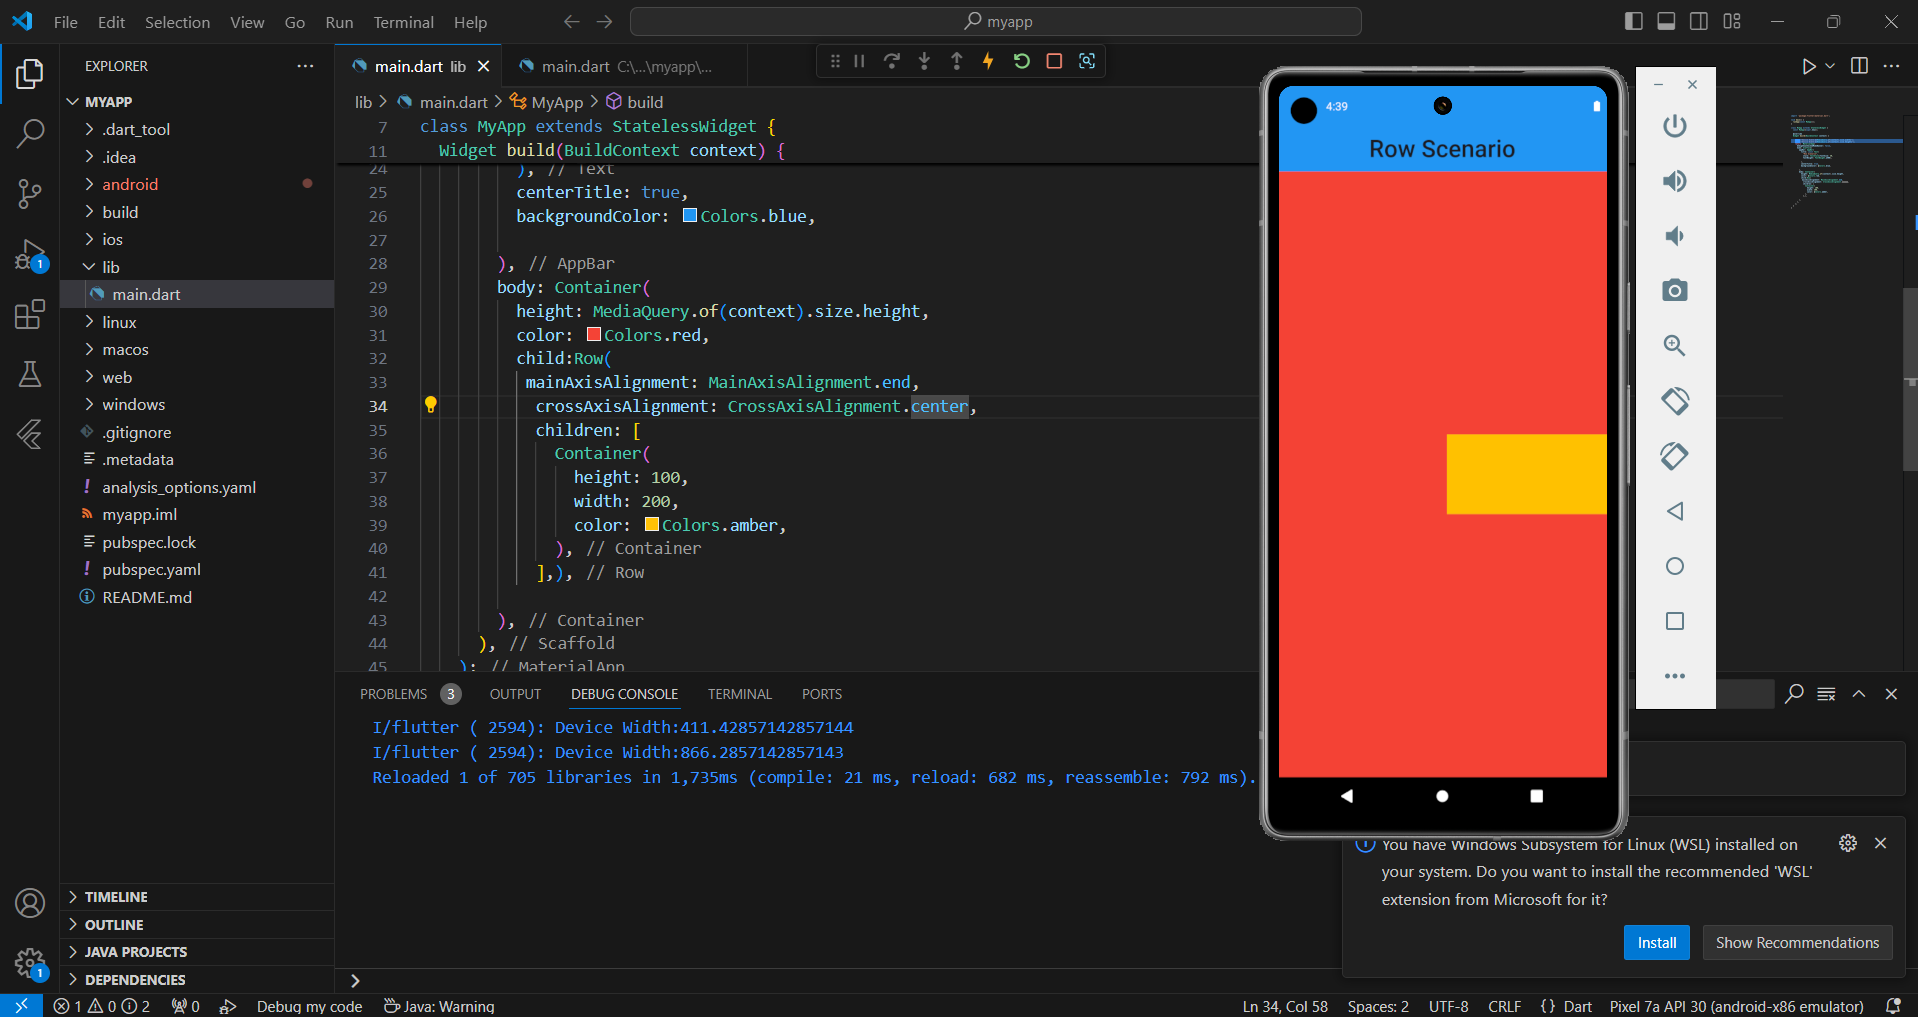 File Edit Selection View Go Run Terminal Help
myapp
EXPLORER
MYAPP
.dart_tool
.idea
android
build
ios
lib
main.dart
linux
macos
web
windows
.gitignore
.metadata
analysis_options.yaml
myapp.iml
pubspec.lock
pubspec.yaml
README.md
TIMELINE
OUTLINE
JAVA PROJECTS
DEPENDENCIES
main.dart lib
main.dart C:\...\myapp\...
lib > main.dart > MyApp > build
7 class MyApp extends StatelessWidget {
11 Widget build(BuildContext context) {
24 ), // Text
25 centerTitle: true,
26 backgroundColor: Colors.blue,
27
28 ), // AppBar
29 body: Container(
30 height: MediaQuery.of(context).size.height,
31 color: Colors.red,
32 child:Row(
33 mainAxisAlignment: MainAxisAlignment.end,
34 crossAxisAlignment: CrossAxisAlignment.center,
35 children: [
36 Container(
37 height: 100,
38 width: 200,
39 color: Colors.amber,
40 ), // Container
41 ],), // Row
42
43 ), // Container
44 ), // Scaffold
45 ); // MaterialApp
4:39
Row Scenario
PROBLEMS 3 OUTPUT DEBUG CONSOLE TERMINAL PORTS
I/flutter ( 2594): Device Width:411.42857142857144
I/flutter ( 2594): Device Width:866.2857142857143
Reloaded 1 of 705 libraries in 1,735ms (compile: 21 ms, reload: 682 ms, reassemble: 792 ms).
You have Windows Subsystem for Linux (WSL) installed on
your system. Do you want to install the recommended 'WSL'
extension from Microsoft for it?
Install Show Recommendations
1
1
1 0 2 0 Debug my code Java: Warning Ln 34, Col 58 Spaces: 2 UTF-8 CRLF {} Dart Pixel 7a API 30 (android-x86 emulator)